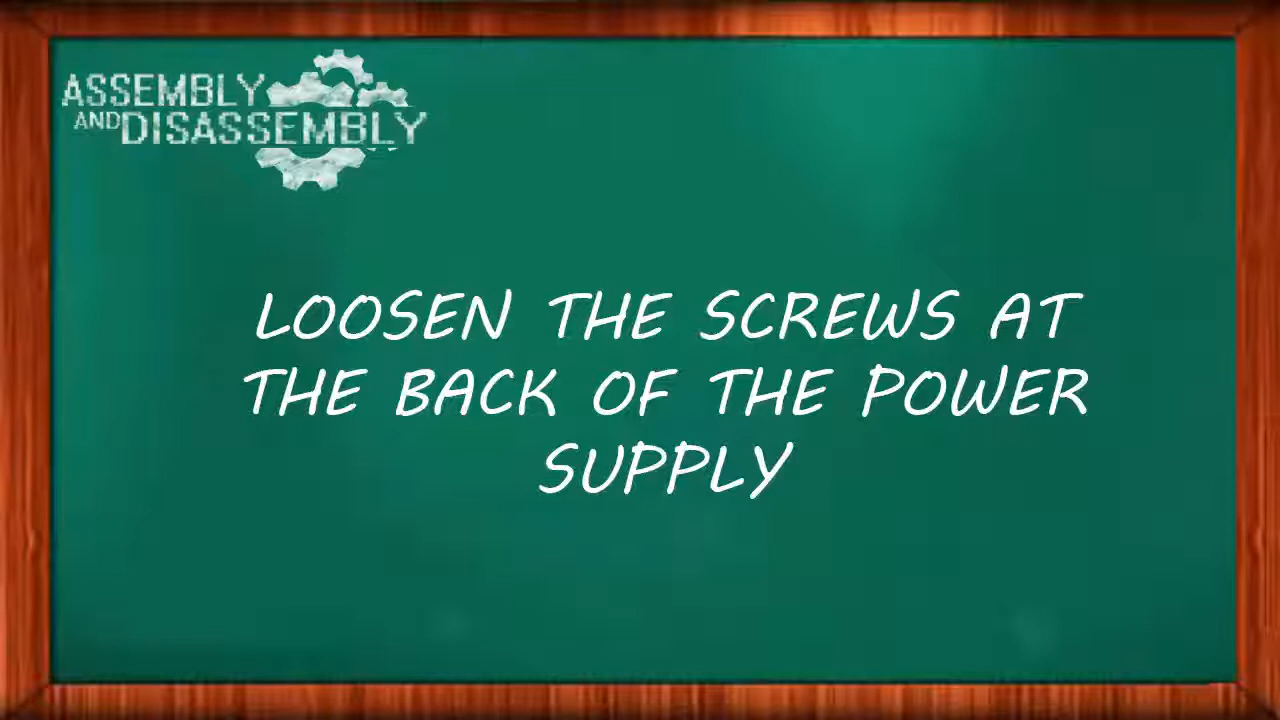 ASSEMBLY
AND DISASSEMBLY
LOOSEN THE SCREWS AT
THE BACK OF THE POWER
SUPPLY